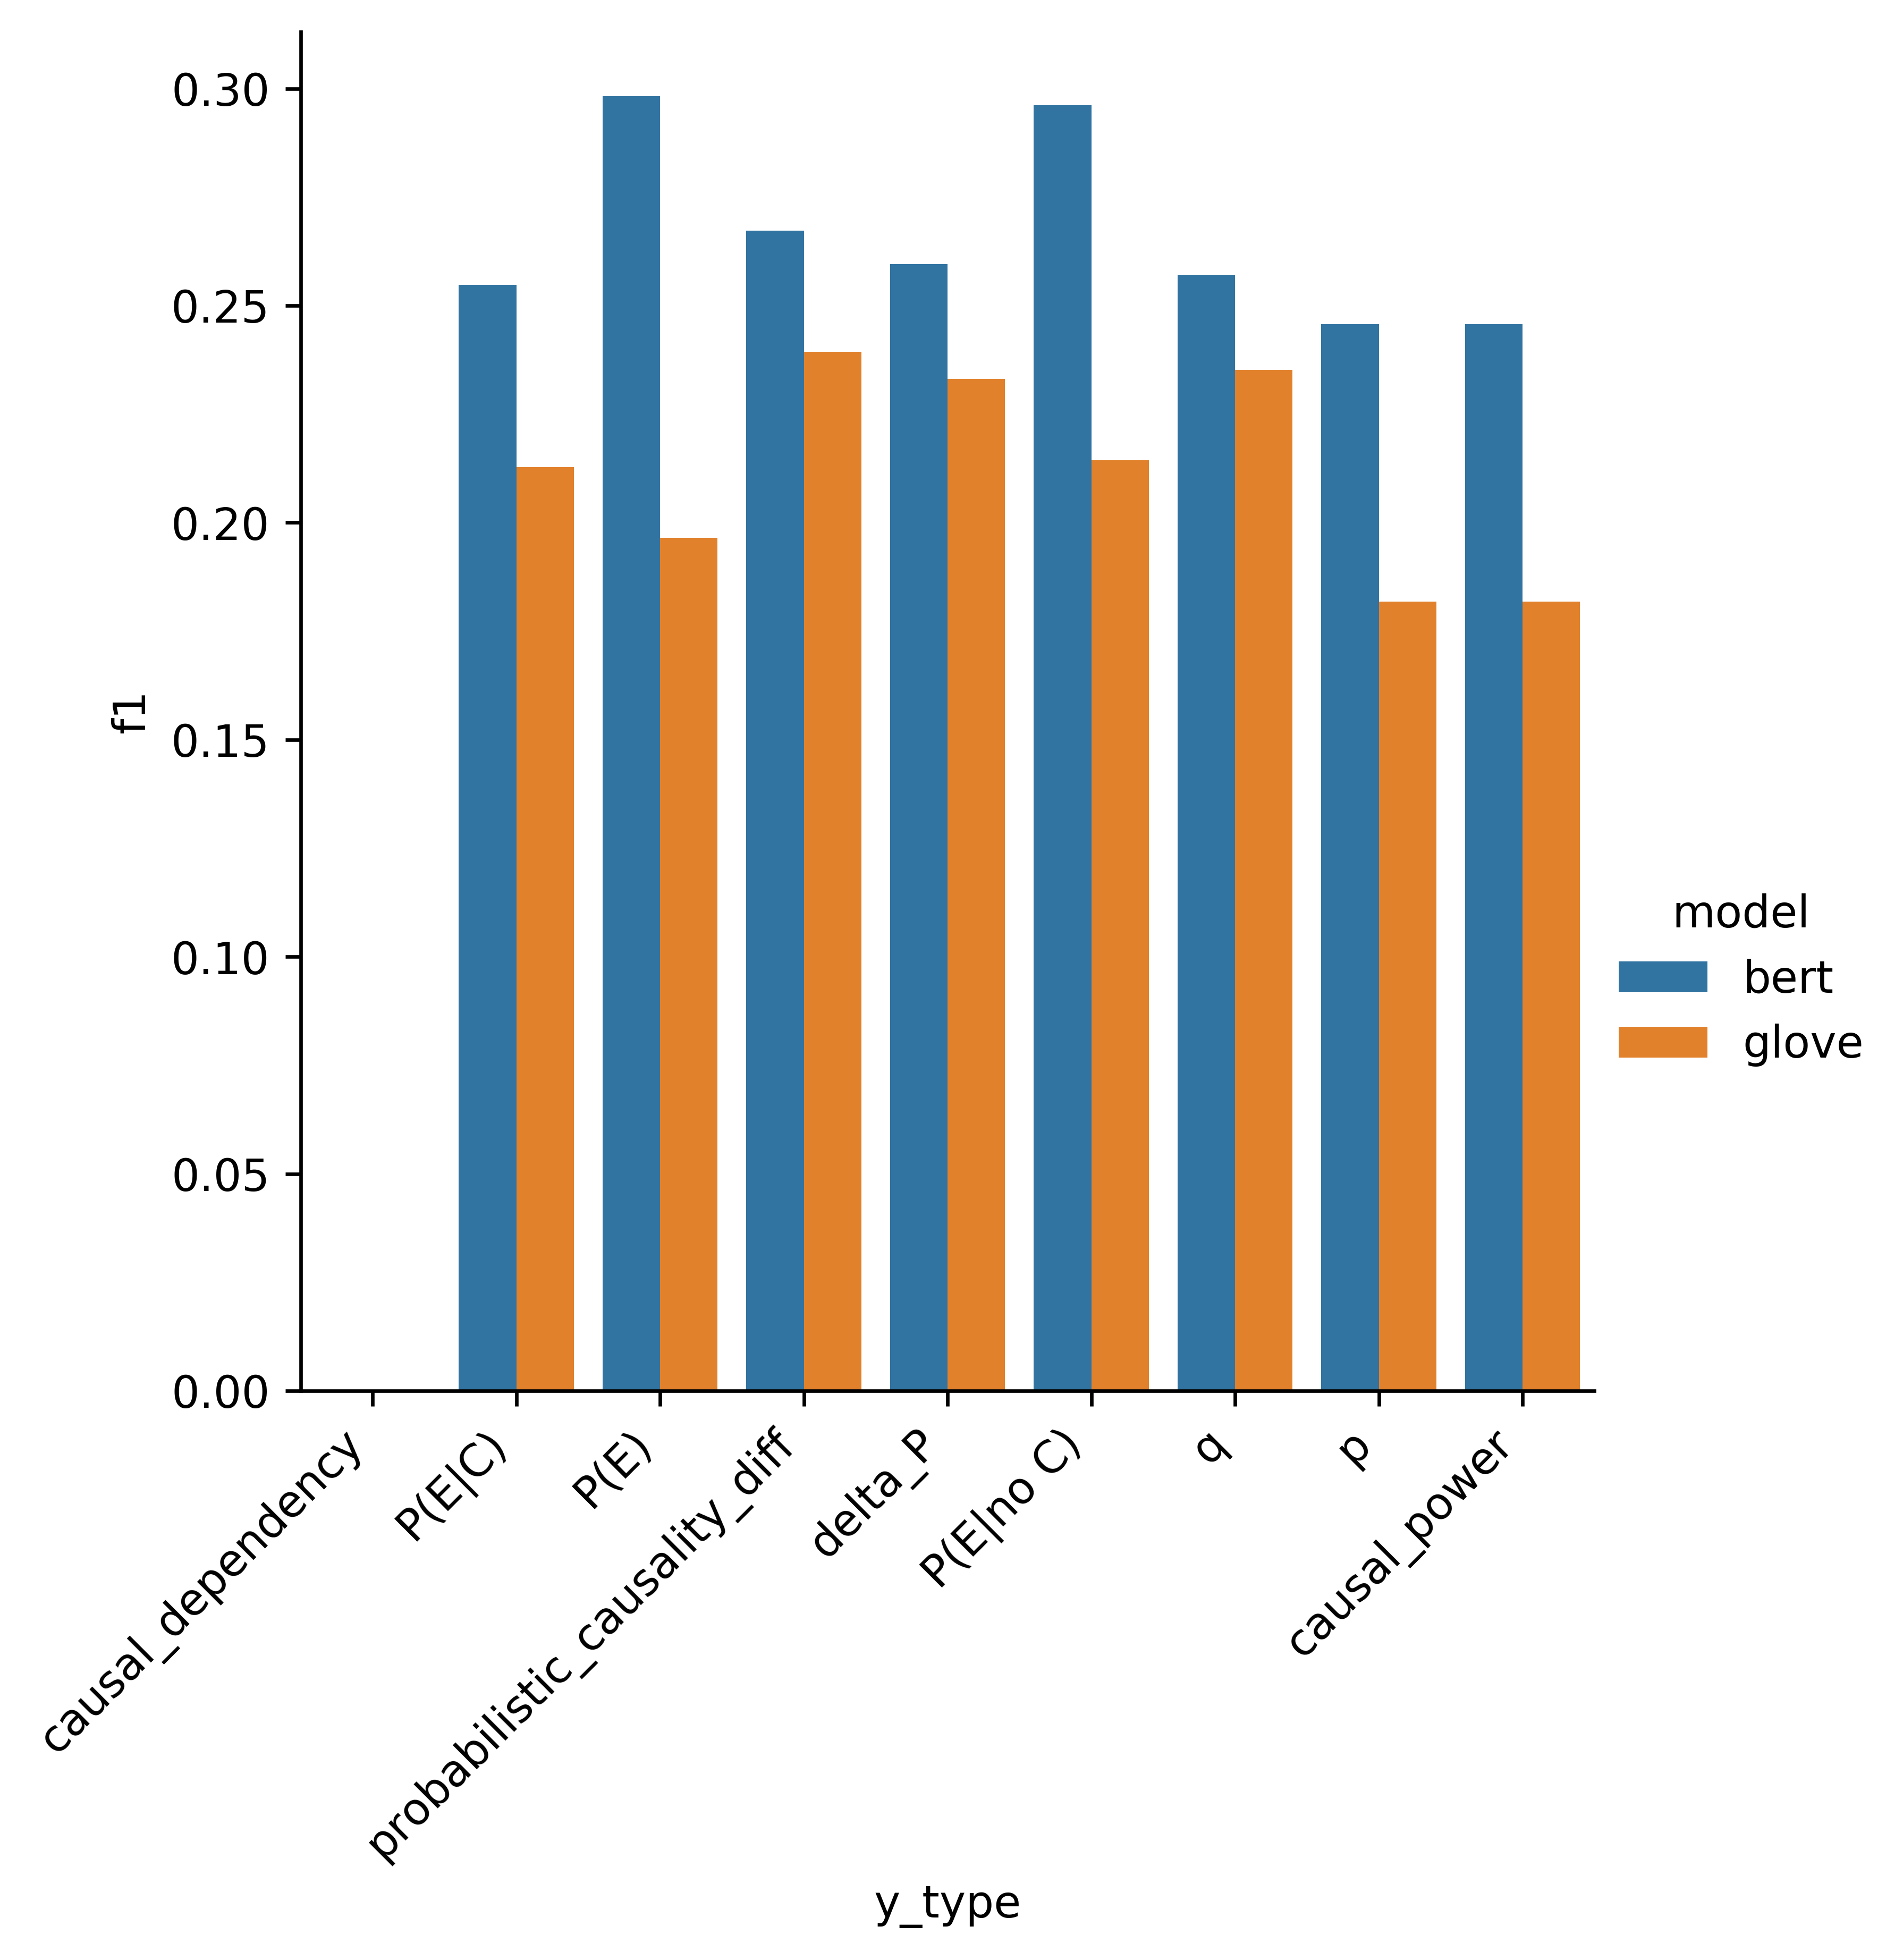 0.30
0.25
0.20
0.15
0.10
0.05
0.00
f1
causal_dependency
P(E|C)
P(E)
probabilistic_causality_diff
delta_P
P(E|no C)
q
p
causal_power
y_type
model
bert
glove